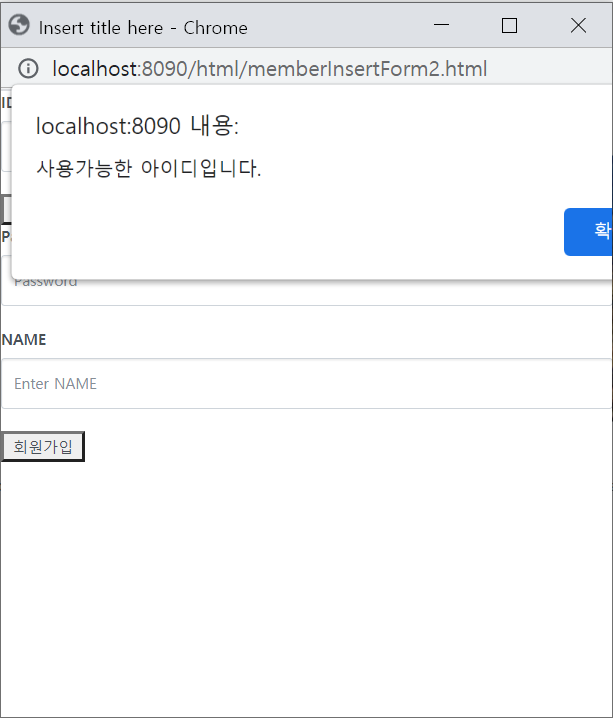 Insert title here - Chrome
localhost:8090/html/memberInsertForm2.html
localhost:8090 내용:
사용가능한 아이디입니다.
확
Password
NAME
Enter NAME
회원가입